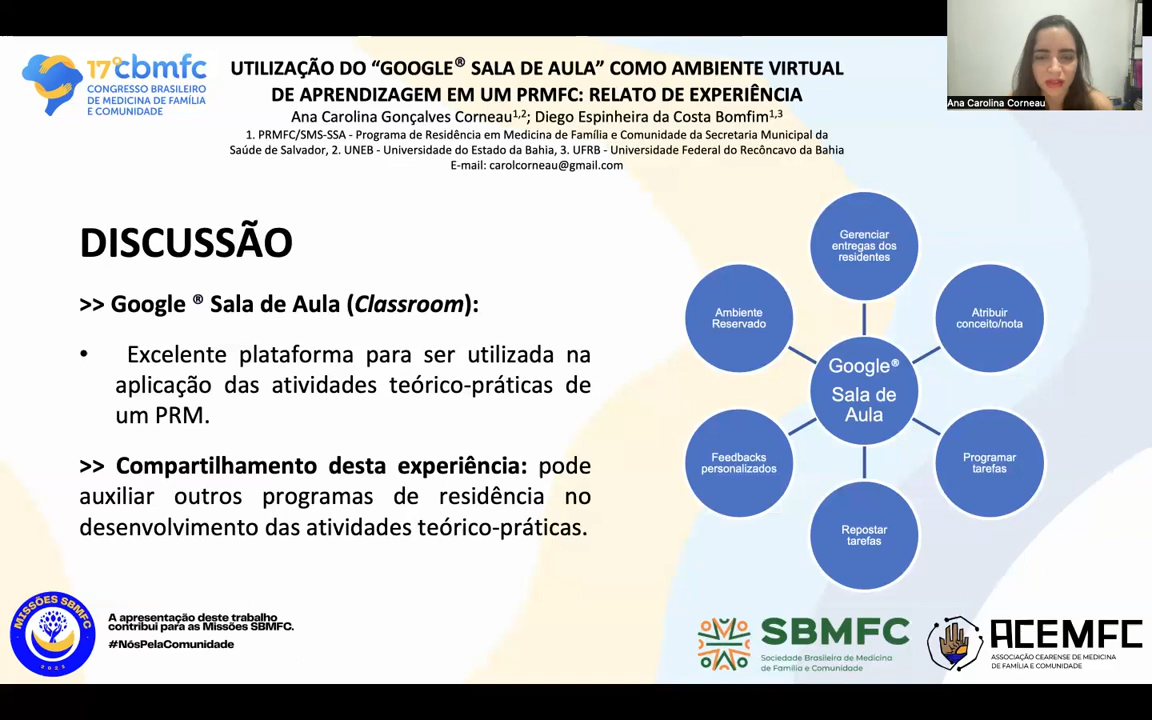 17º cbmfc
CONGRESSO BRASILEIRO
DE MEDICINA DE FAMÍLIA
E COMUNIDADE
UTILIZAÇÃO DO “GOOGLE® SALA DE AULA” COMO AMBIENTE VIRTUAL
DE APRENDIZAGEM EM UM PRMFC: RELATO DE EXPERIÊNCIA
Ana Carolina Gonçalves Corneau1,2; Diego Espinheira da Costa Bomfim1,3
1. PRMFC/SMS-SSA - Programa de Residência em Medicina de Família e Comunidade da Secretaria Municipal da
Saúde de Salvador, 2. UNEB - Universidade do Estado da Bahia, 3. UFRB - Universidade Federal do Recôncavo da Bahia
E-mail: carolcorneau@gmail.com
Ana Carolina Corneau
DISCUSSÃO
>> Google ® Sala de Aula (Classroom):
• Excelente plataforma para ser utilizada na
aplicação das atividades teórico-práticas de
um PRM.
>> Compartilhamento desta experiência: pode
auxiliar outros programas de residência no
desenvolvimento das atividades teórico-práticas.
Gerenciar
entregas dos
residentes
Ambiente
Reservado
Atribuir
conceito/nota
Google®
Sala de
Aula
Feedbacks
personalizados
Programar
tarefas
Repostar
tarefas
MISSÕES SBMFC
2023
A apresentação deste trabalho
contribui para as Missões SBMFC.
#NósPelaComunidade
SBMFC
Sociedade Brasileira de Medicina
de Família e Comunidade
ACEMFC
ASSOCIAÇÃO CEARENSE DE MEDICINA
DE FAMÍLIA E COMUNIDADE